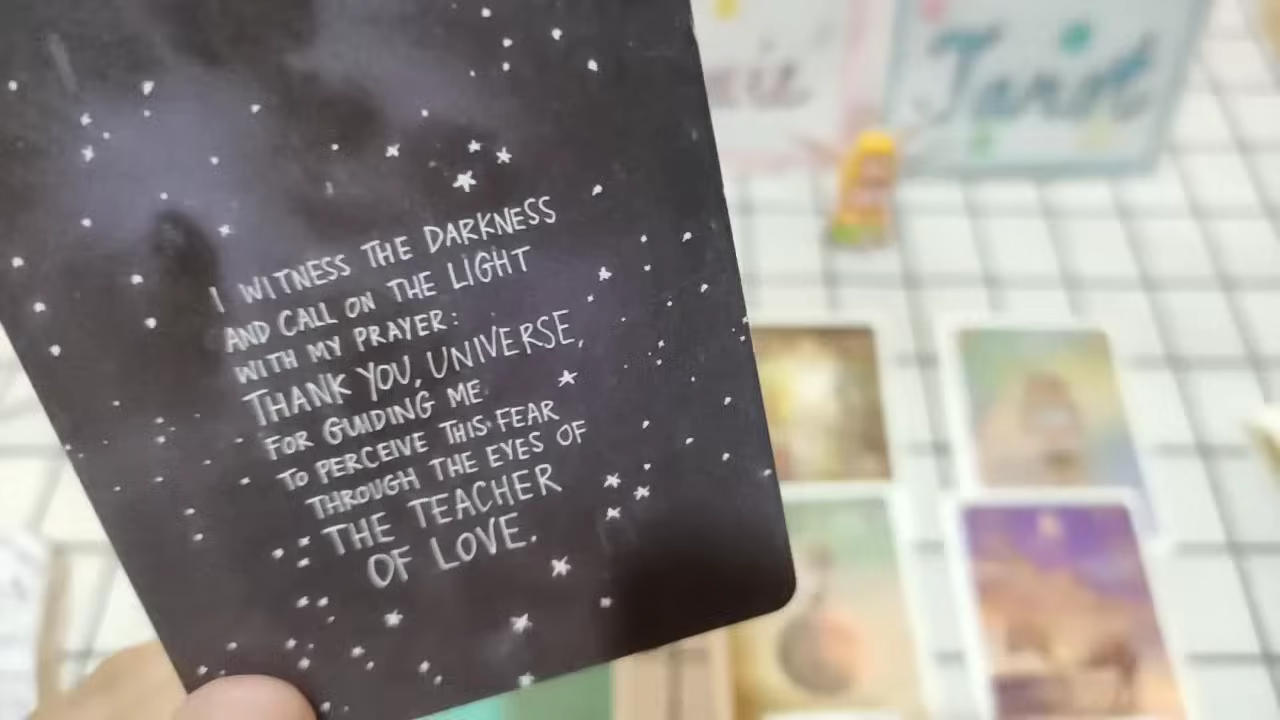 I WITNESS THE DARKNESS
AND CALL ON THE LIGHT
WITH MY PRAYER:
THANK YOU, UNIVERSE,
FOR GUIDING ME
TO PERCEIVE THIS FEAR
THROUGH THE EYES OF
THE TEACHER
OF LOVE.
Tarot